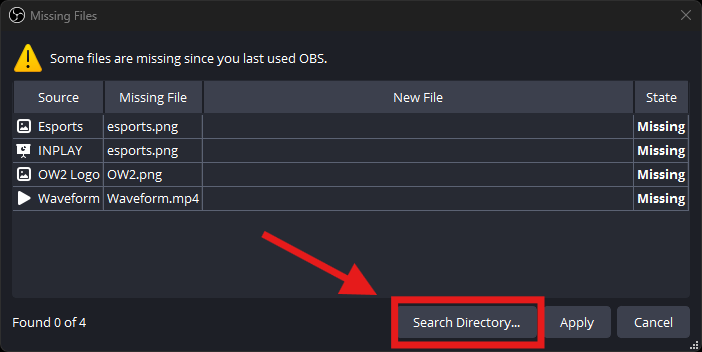 Missing Files
Some files are missing since you last used OBS.
Source Missing File New File State
Esports esports.png Missing
INPLAY esports.png Missing
OW2 Logo OW2.png Missing
Waveform Waveform.mp4 Missing
Found 0 of 4 Search Directory... Apply Cancel